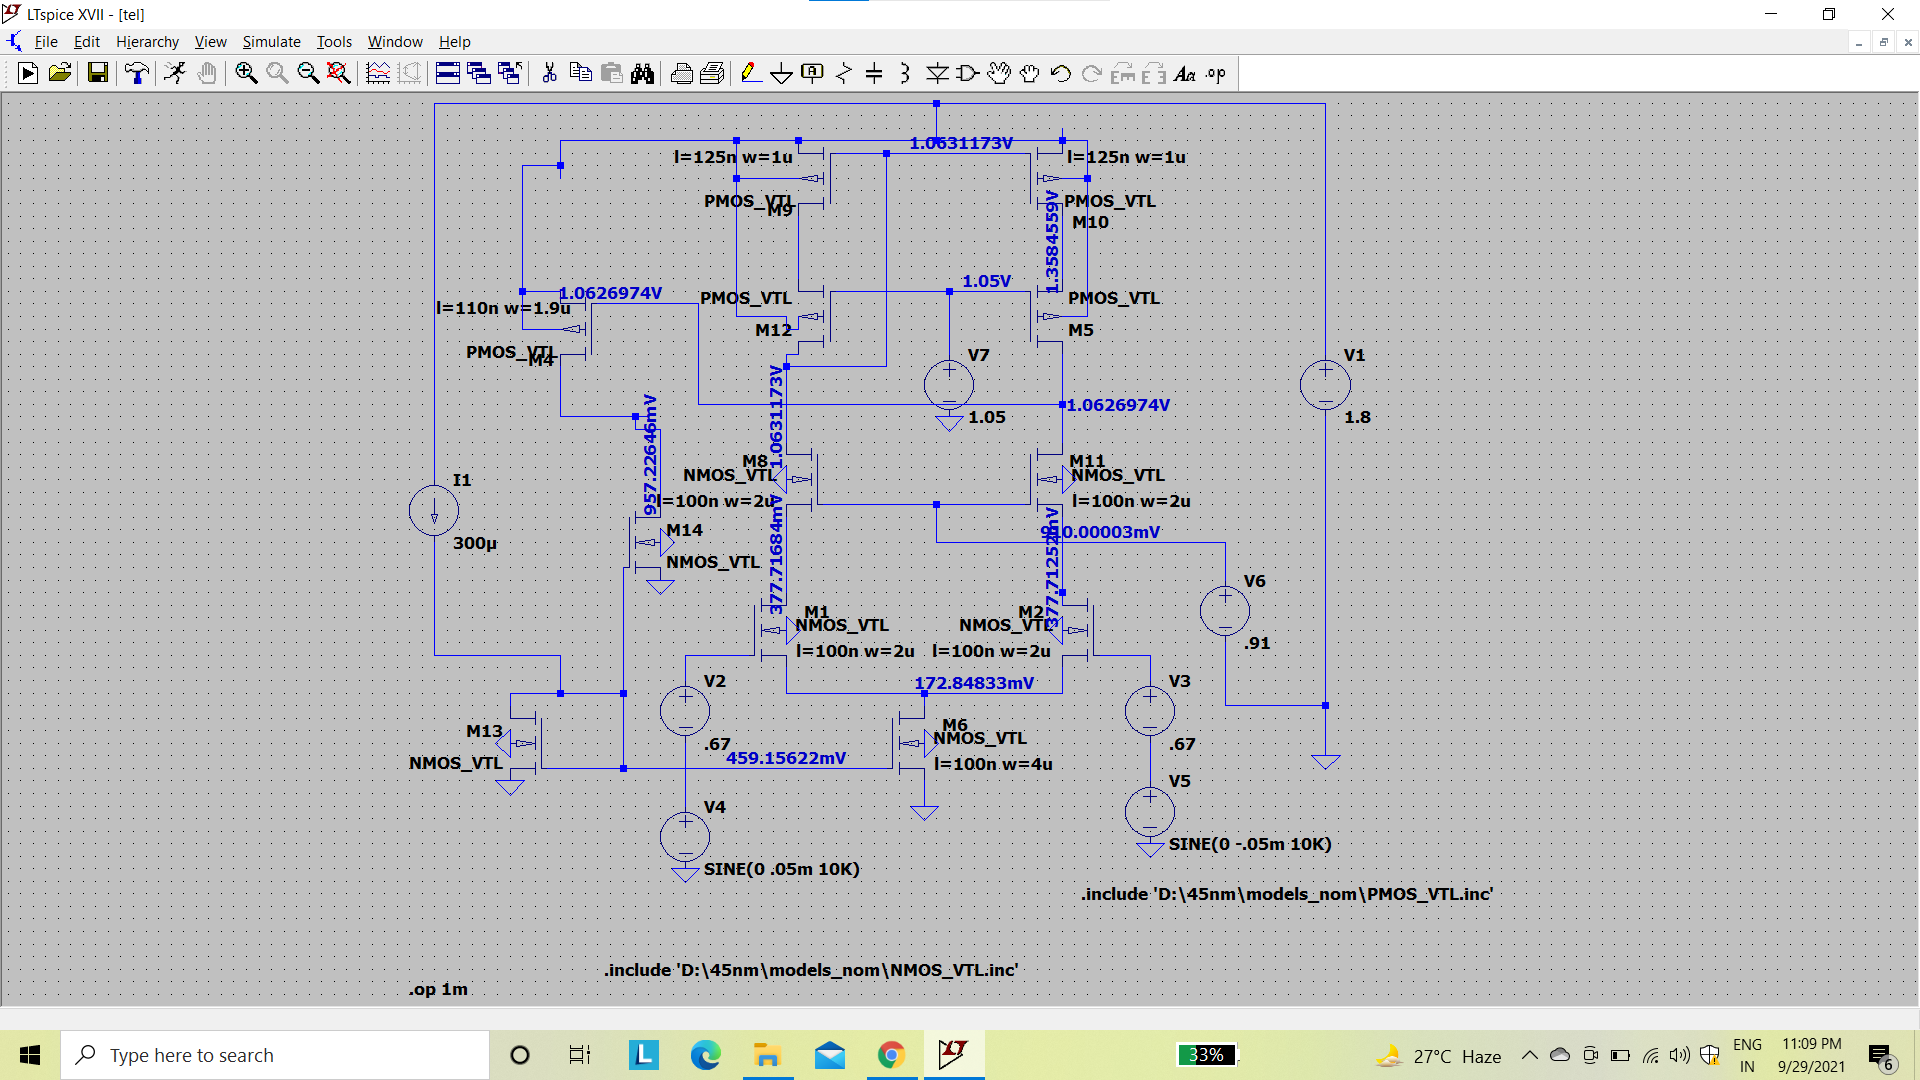 LTspice XVII - [tel]
File Edit Hierarchy View Simulate Tools Window Help
1.0631173V
l=125n w=1u
l=125n w=1u
PMOS_VTL
M9
PMOS_VTL
M10
1.3584559V
1.0626974V
l=110n w=1.9u
PMOS_VTL
M4
PMOS_VTL
M12
1.05V
PMOS_VTL
M5
V7
1.05
V1
1.8
1.0631173V
1.0626974V
957.22646mV
I1
300µ
M8
NMOS_VTL
l=100n w=2u
M11
NMOS_VTL
l=100n w=2u
M14
NMOS_VTL
377.71684mV
910.00003mV
377.71252mV
V6
.91
M1
NMOS_VTL
l=100n w=2u
M2
NMOS_VTL
l=100n w=2u
172.84833mV
V2
.67
V3
.67
M13
NMOS_VTL
459.15622mV
M6
NMOS_VTL
l=100n w=4u
V4
SINE(0 .05m 10K)
V5
SINE(0 -.05m 10K)
.include 'D:\45nm\models_nom\PMOS_VTL.inc'
.include 'D:\45nm\models_nom\NMOS_VTL.inc'
.op 1m
Type here to search
L
33%
27°C Haze
ENG
IN
11:09 PM
9/29/2021
6